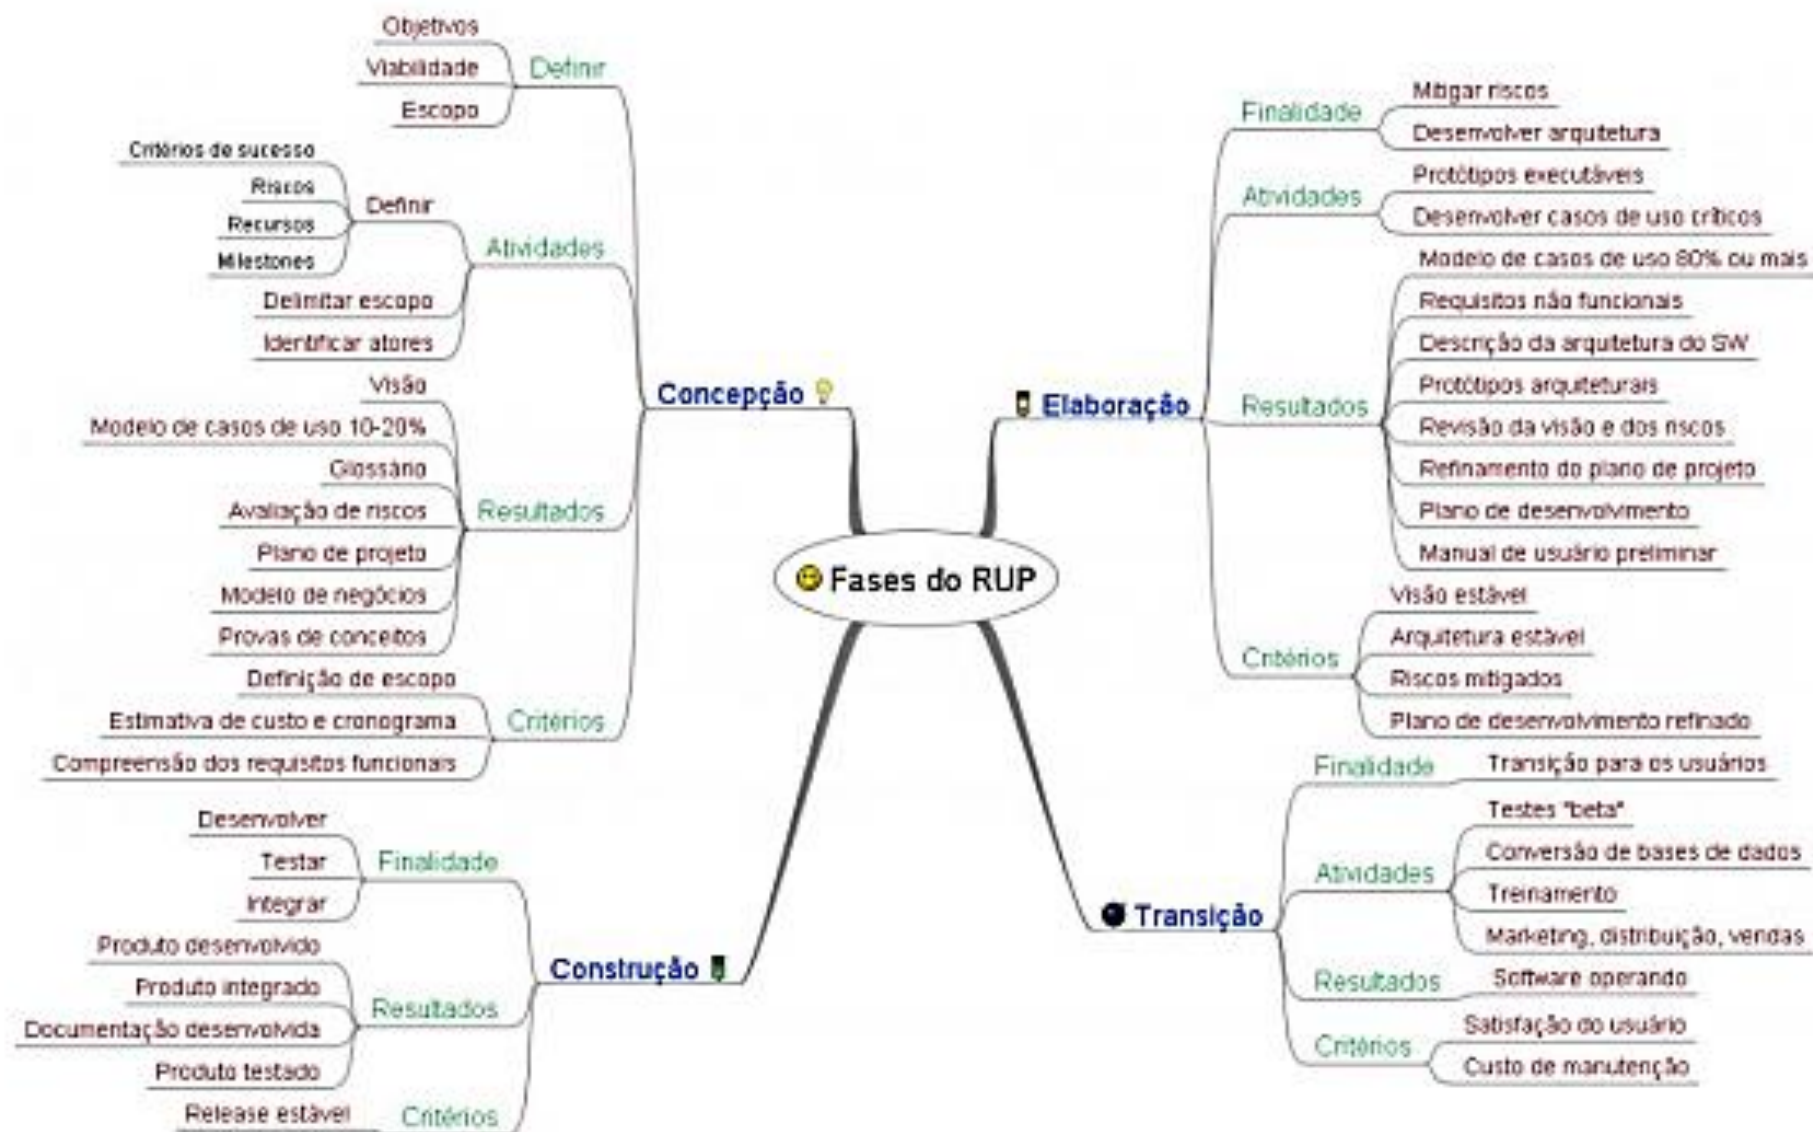 Fases do RUP
Concepção
Definir
Objetivos
Viabilidade
Escopo
Atividades
Definir
Critérios de sucesso
Riscos
Recursos
Milestones
Delimitar escopo
Identificar atores
Resultados
Visão
Modelo de casos de uso 10-20%
Glossário
Avaliação de riscos
Plano de projeto
Modelo de negócios
Provas de conceitos
Critérios
Definição de escopo
Estimativa de custo e cronograma
Compreensão dos requisitos funcionais
Elaboração
Finalidade
Mitigar riscos
Desenvolver arquitetura
Atividades
Protótipos executáveis
Desenvolver casos de uso críticos
Resultados
Modelo de casos de uso 80% ou mais
Requisitos não funcionais
Descrição da arquitetura do SW
Protótipos arquiteturais
Revisão da visão e dos riscos
Refinamento do plano de projeto
Plano de desenvolvimento
Manual de usuário preliminar
Critérios
Visão estável
Arquitetura estável
Riscos mitigados
Plano de desenvolvimento refinado
Construção
Finalidade
Desenvolver
Testar
Integrar
Resultados
Produto desenvolvido
Produto integrado
Documentação desenvolvida
Produto testado
Critérios
Release estável
Transição
Finalidade
Transição para os usuários
Atividades
Testes "beta"
Conversão de bases de dados
Treinamento
Marketing, distribuição, vendas
Resultados
Software operando
Critérios
Satisfação do usuário
Custo de manutenção